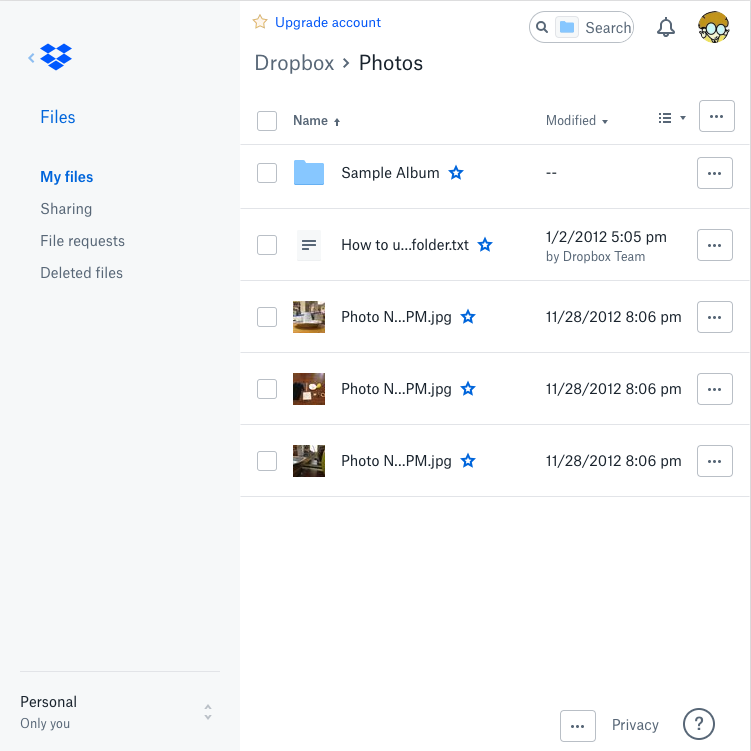 Upgrade account
Search
Dropbox › Photos
Files
My files
Sharing
File requests
Deleted files
Name
Modified
Sample Album
--
How to u...folder.txt
1/2/2012 5:05 pm
by Dropbox Team
Photo N...PM.jpg
11/28/2012 8:06 pm
Photo N...PM.jpg
11/28/2012 8:06 pm
Photo N...PM.jpg
11/28/2012 8:06 pm
Personal
Only you
Privacy
?